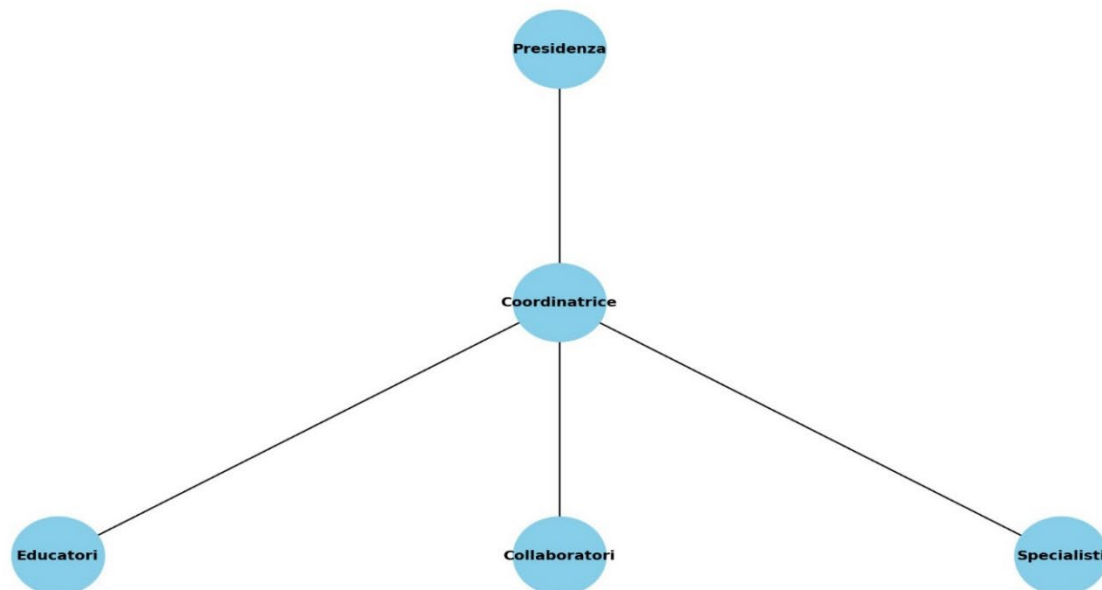 Presidenza
Coordinatrice
Educatori
Collaboratori
Specialisti